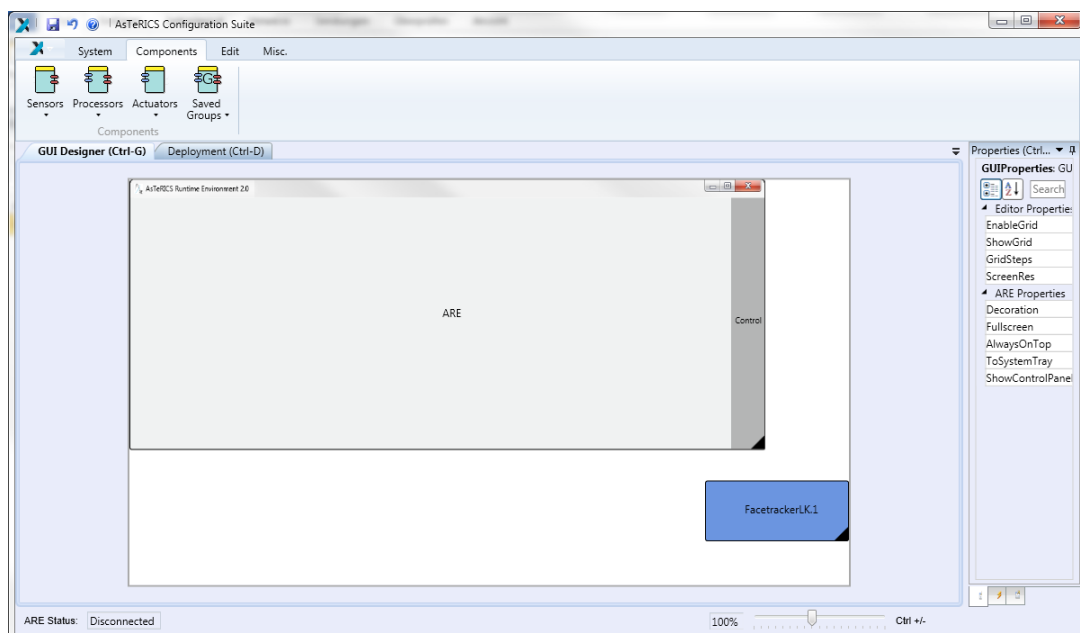 AsTeRICS Configuration Suite
System Components Edit Misc.
Sensors Processors Actuators Saved Groups
Components
GUI Designer (Ctrl-G) Deployment (Ctrl-D)
Properties (Ctrl...
GUIProperties: GU
Search
Editor Propertie
EnableGrid
ShowGrid
GridSteps
ScreenRes
ARE Properties
Decoration
Fullscreen
AlwaysOnTop
ToSystemTray
ShowControlPanel
AsTeRICS Runtime Environment 2.0
ARE
Control
FacetrackerLK.1
ARE Status: Disconnected
100%
Ctrl +/-